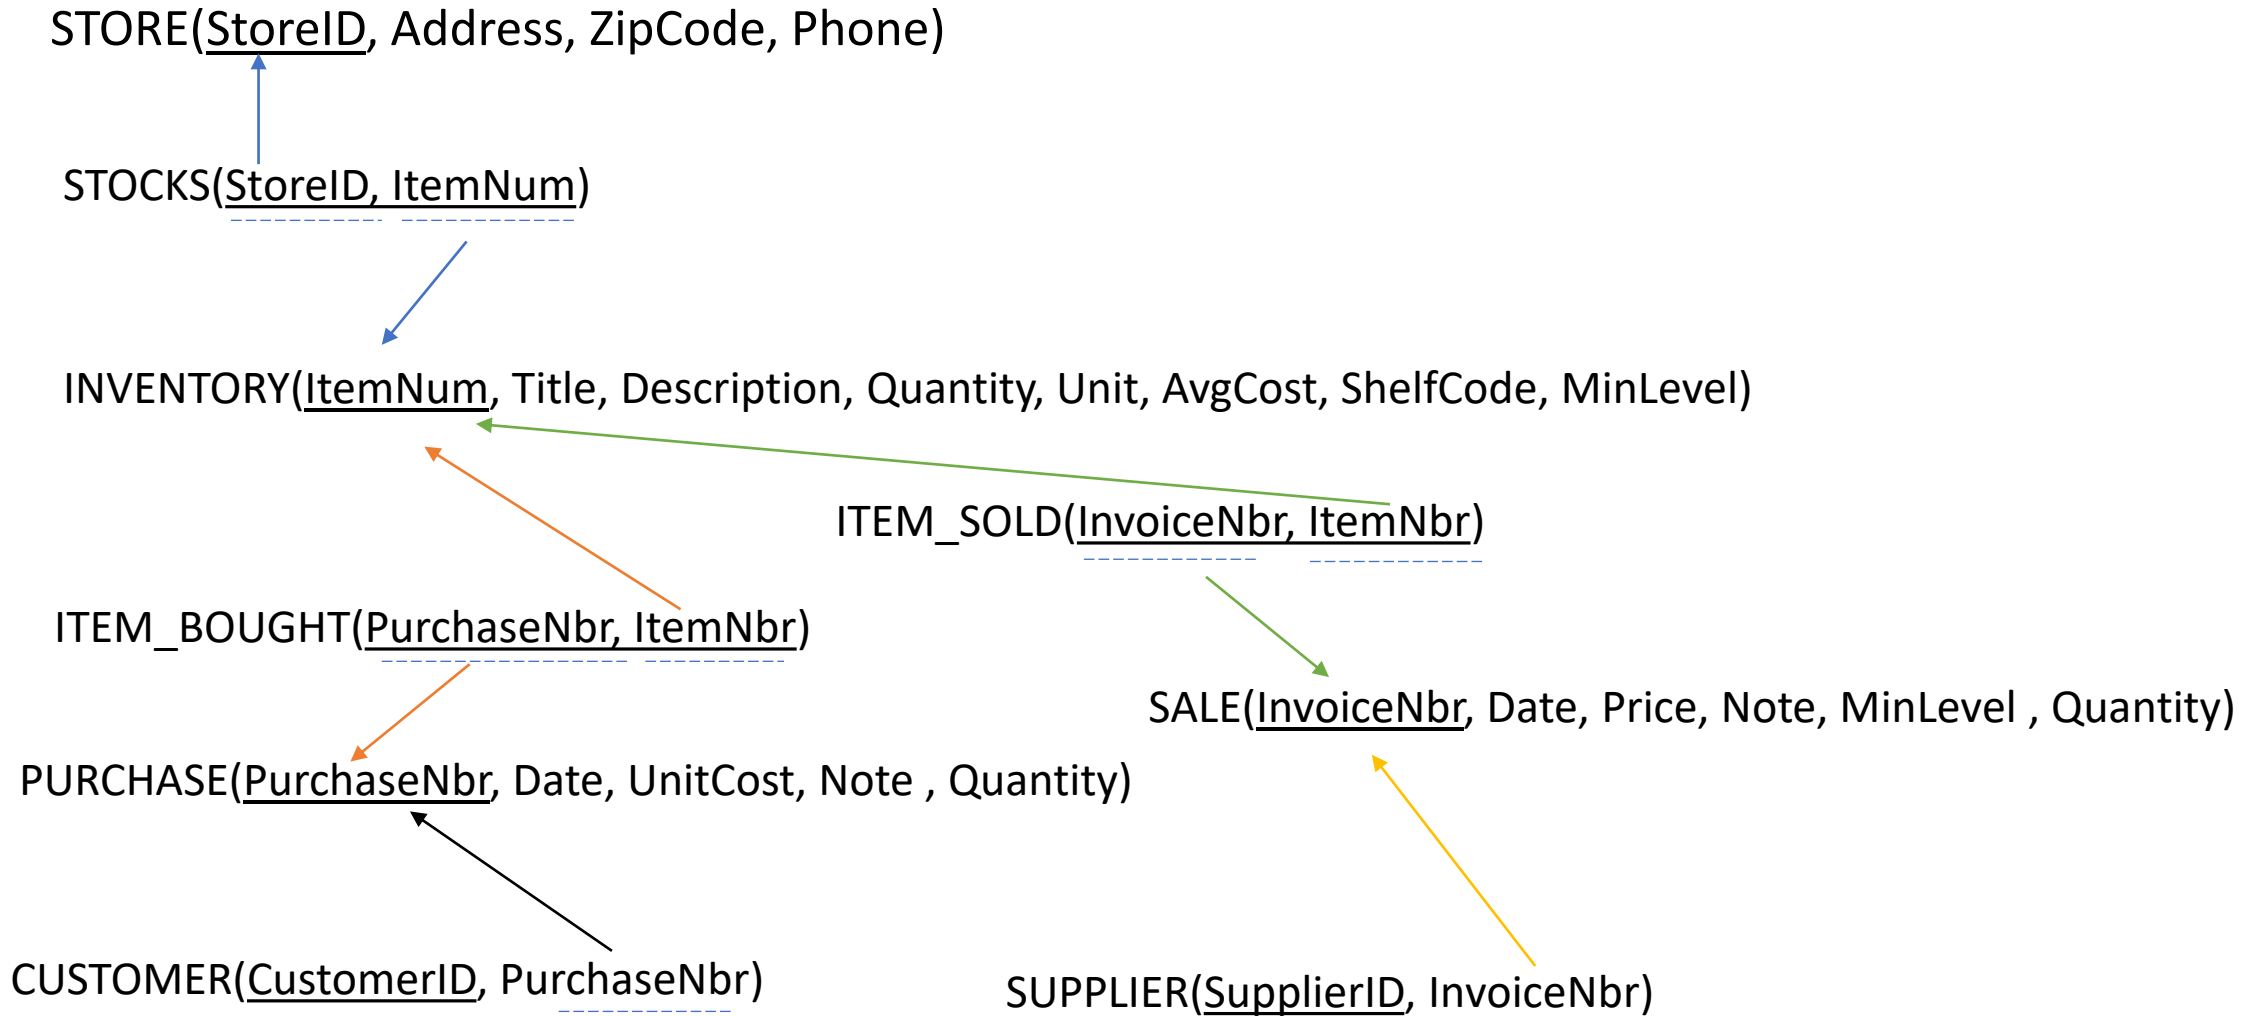 STORE(StoreID, Address, ZipCode, Phone)
STOCKS(StoreID, ItemNum)
INVENTORY(ItemNum, Title, Description, Quantity, Unit, AvgCost, ShelfCode, MinLevel)
ITEM_SOLD(InvoiceNbr, ItemNbr)
ITEM_BOUGHT(PurchaseNbr, ItemNbr)
SALE(InvoiceNbr, Date, Price, Note, MinLevel , Quantity)
PURCHASE(PurchaseNbr, Date, UnitCost, Note , Quantity)
CUSTOMER(CustomerID, PurchaseNbr)
SUPPLIER(SupplierID, InvoiceNbr)